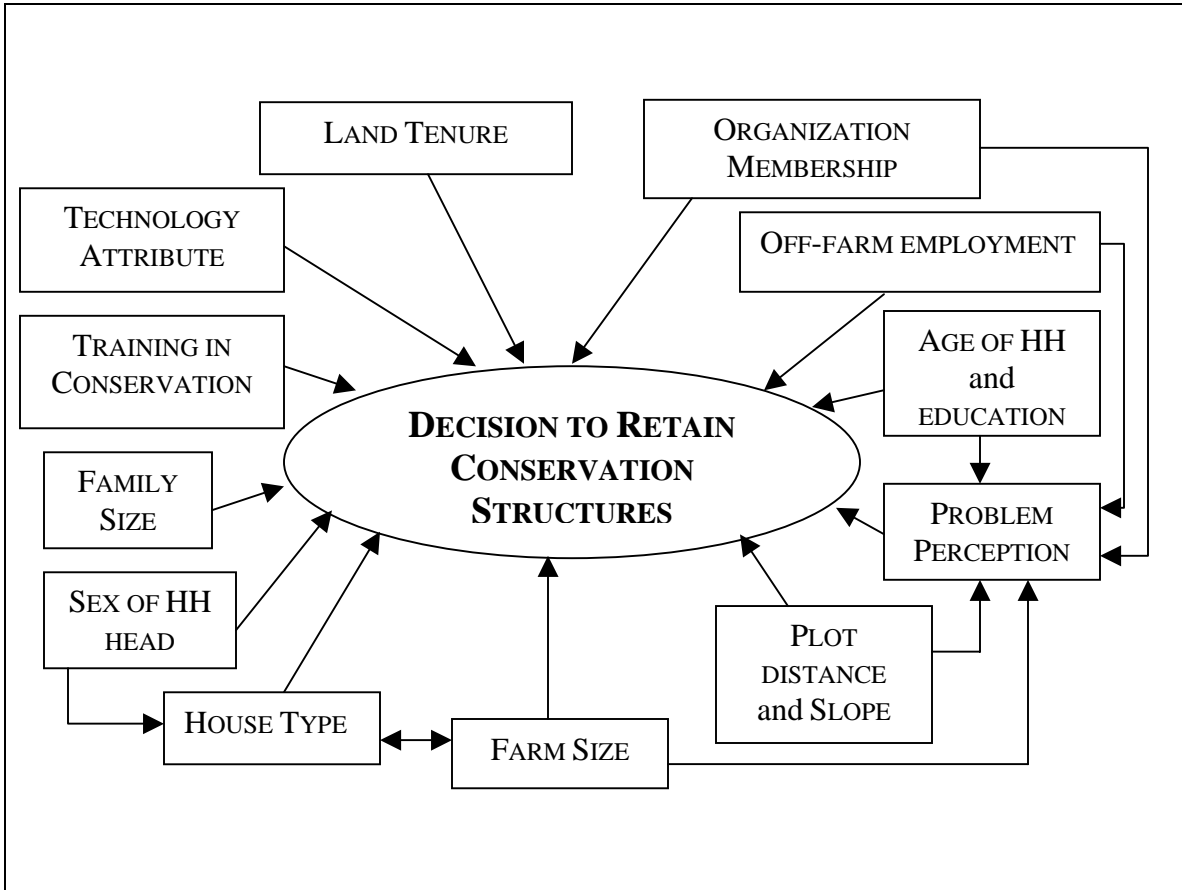 LAND TENURE
ORGANIZATION
MEMBERSHIP
TECHNOLOGY
ATTRIBUTE
OFF-FARM EMPLOYMENT
TRAINING IN
CONSERVATION
AGE OF HH
and
EDUCATION
DECISION TO RETAIN
CONSERVATION
STRUCTURES
FAMILY
SIZE
PROBLEM
PERCEPTION
SEX OF HH
HEAD
PLOT
DISTANCE
and SLOPE
HOUSE TYPE
FARM SIZE